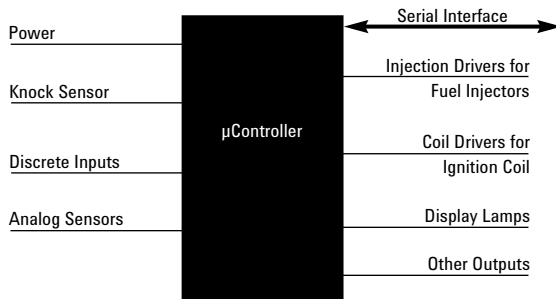 Power
Knock Sensor
Discrete Inputs
Analog Sensors
µController
Serial Interface
Injection Drivers for
Fuel Injectors
Coil Drivers for
Ignition Coil
Display Lamps
Other Outputs